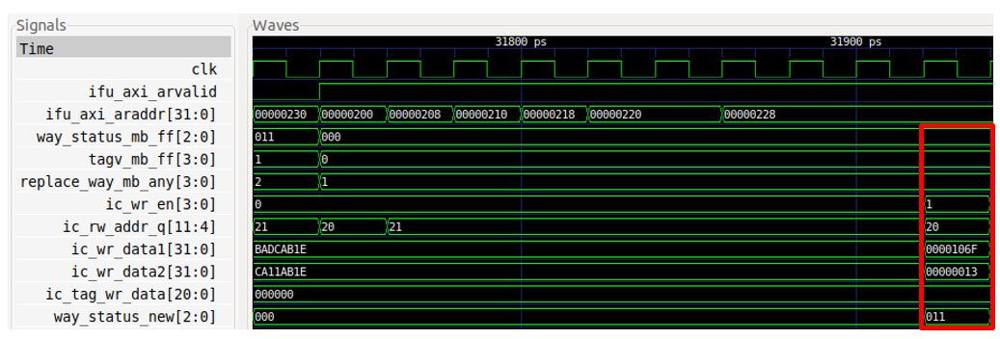 Signals Waves
Time 31800 ps 31900 ps
clk
ifu_axi_arvalid
ifu_axi_araddr[31:0] 00000230 00000200 00000208 00000210 00000218 00000220 00000228
way_status_mb_ff[2:0] 011 000
tagv_mb_ff[3:0] 1 0
replace_way_mb_any[3:0] 2 1
ic_wr_en[3:0] 0 1
ic_rw_addr_q[11:4] 21 20 21 20
ic_wr_data1[31:0] BADCAB1E 0000106F
ic_wr_data2[31:0] CA11AB1E 00000013
ic_tag_wr_data[20:0] 000000
way_status_new[2:0] 000 011